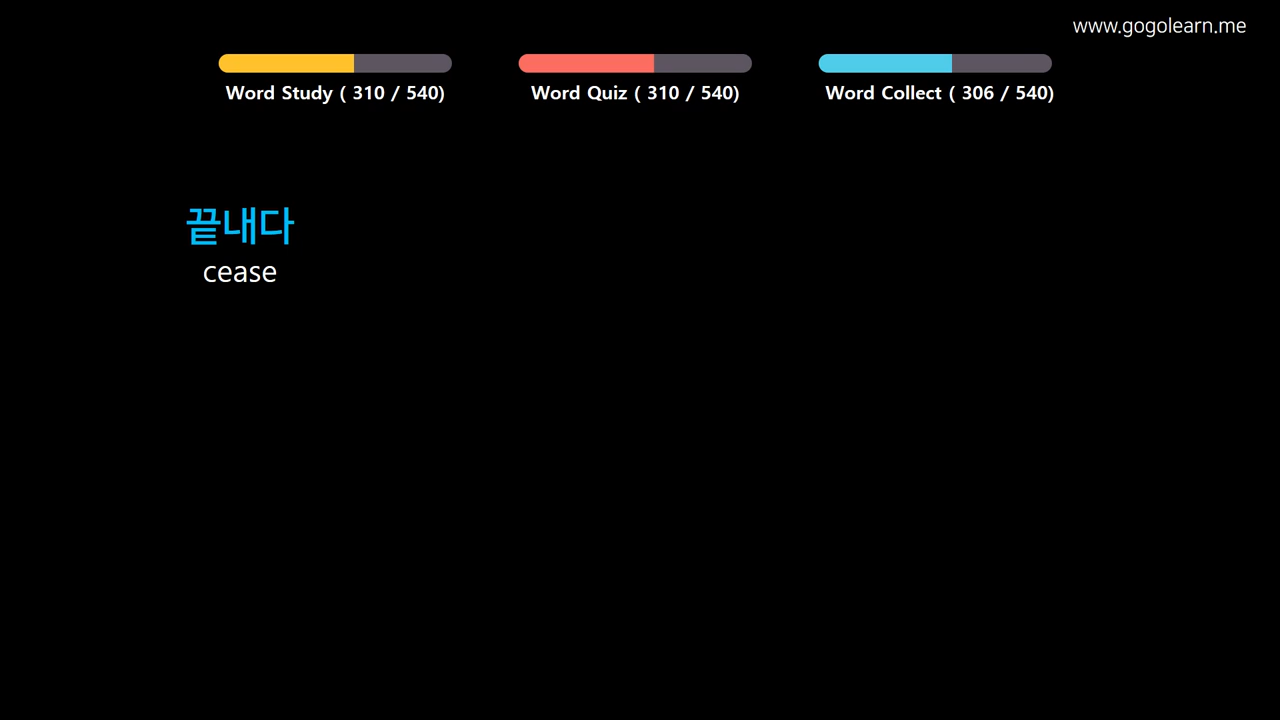 www.gogolearn.me
Word Study ( 310 / 540)
Word Quiz ( 310 / 540)
Word Collect ( 306 / 540)
끝내다
cease